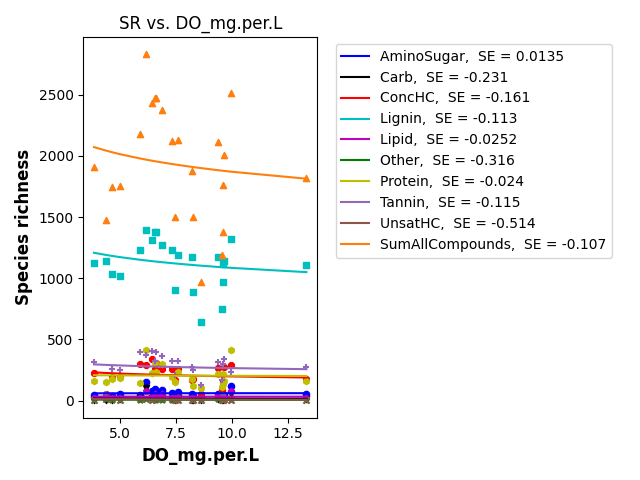 SR vs. DO_mg.per.L
Species richness
2500
2000
1500
1000
500
0
5.0 7.5 10.0 12.5
DO_mg.per.L
AminoSugar, SE = 0.0135
Carb, SE = -0.231
ConcHC, SE = -0.161
Lignin, SE = -0.113
Lipid, SE = -0.0252
Other, SE = -0.316
Protein, SE = -0.024
Tannin, SE = -0.115
UnsatHC, SE = -0.514
SumAllCompounds, SE = -0.107